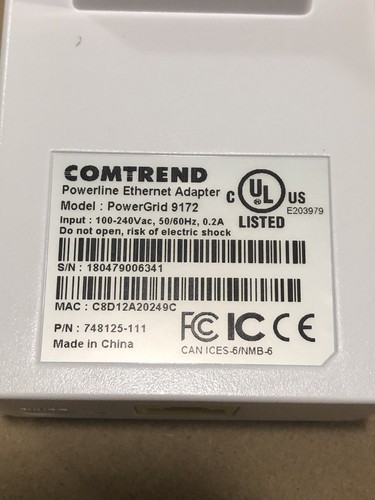 COMTREND
Powerline Ethernet Adapter
Model : PowerGrid 9172
Input : 100-240Vac, 50/60Hz, 0.2A
Do not open, risk of electric shock
C UL US
® 
E203979
LISTED
S/N : 180479006341
MAC : C8D12A20249C
P/N : 748125-111
Made in China
FC IC CE
CAN ICES-6/NMB-6